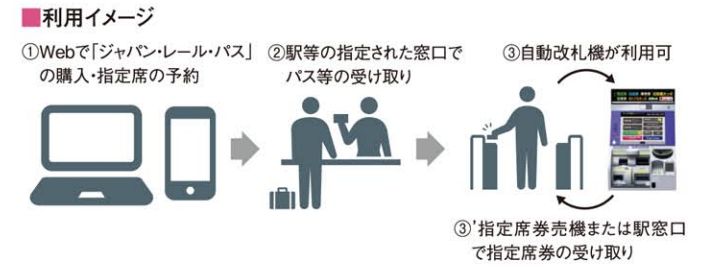 ■利用イメージ
①Webで「ジャパン・レール・パス」
の購入・指定席の予約
②駅等の指定された窓口で
パス等の受け取り
③自動改札機が利用可
③'指定席券売機または駅窓口
で指定席券の受け取り